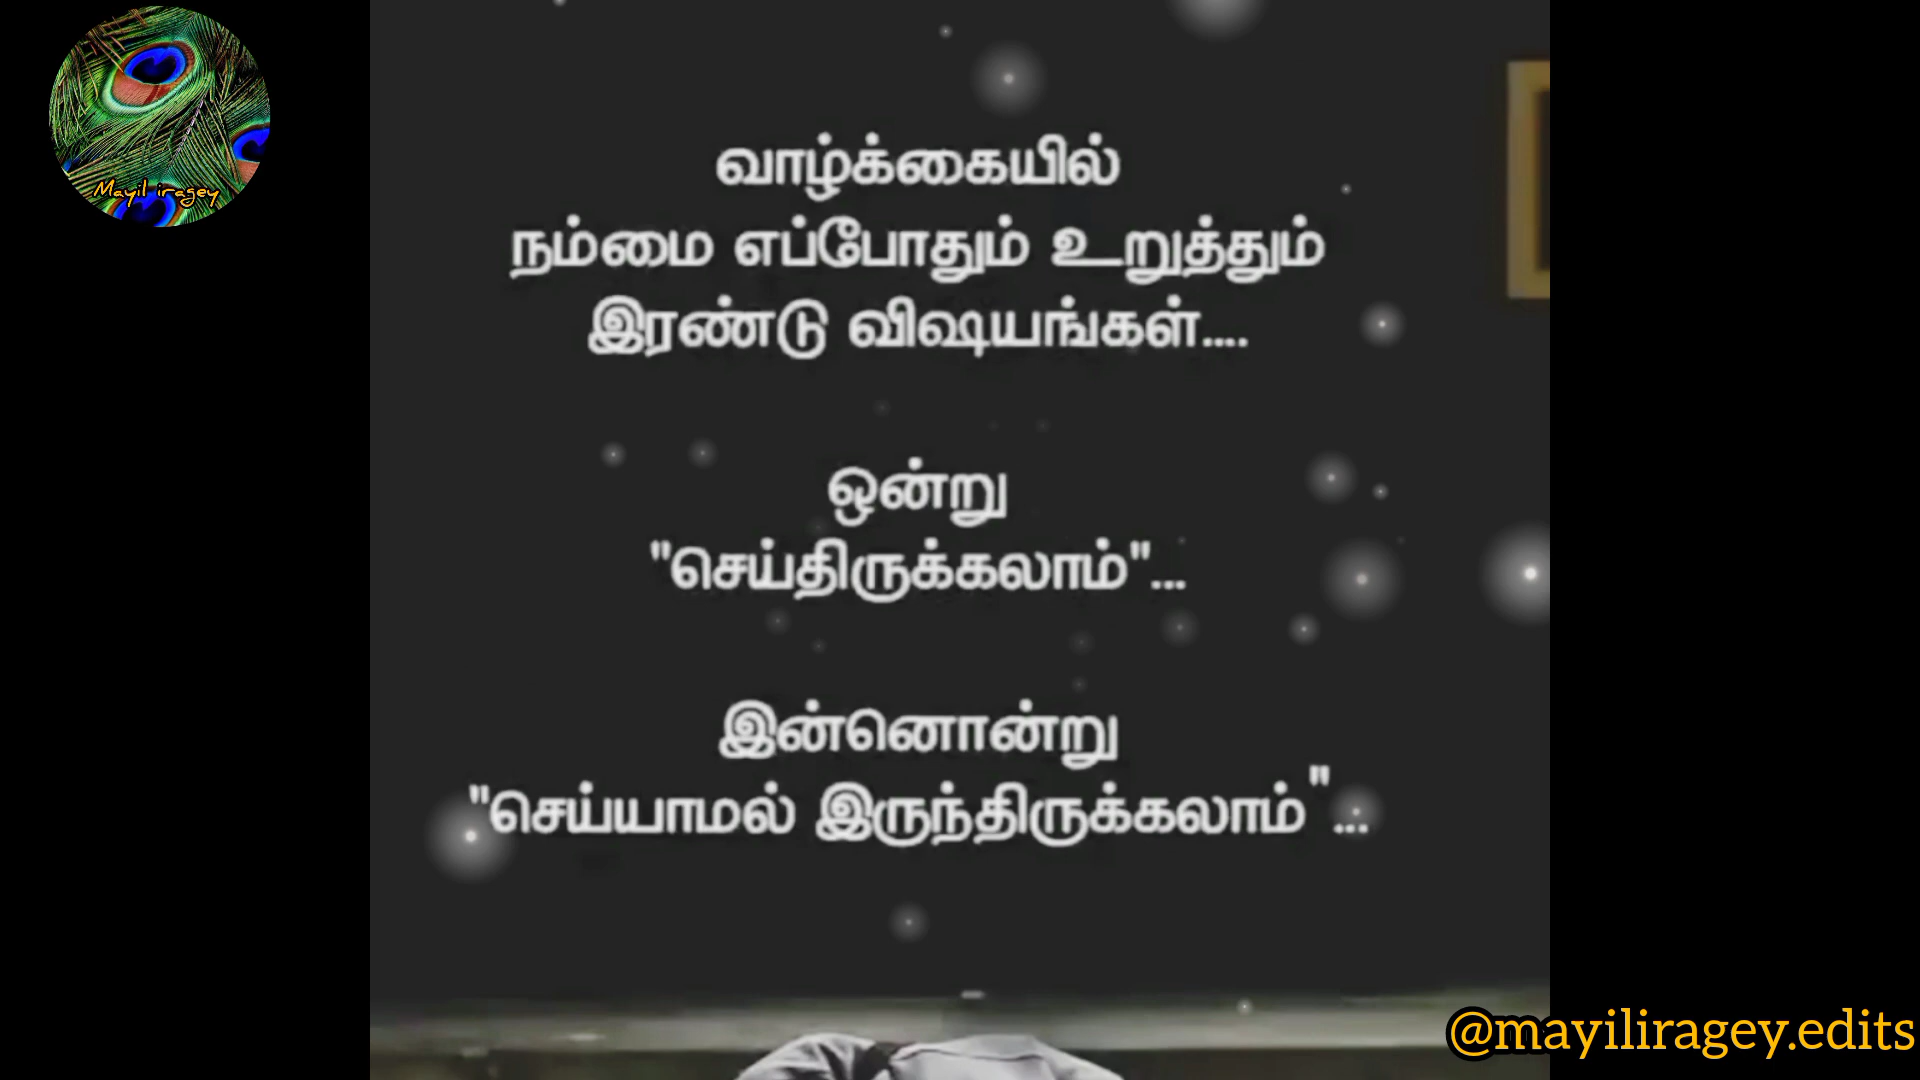 Mayil iragey
வாழ்க்கையில்
நம்மை எப்போதும் உறுத்தும்
இரண்டு விஷயங்கள்....
ஒன்று
"செய்திருக்கலாம்"...
இன்னொன்று
"செய்யாமல் இருந்திருக்கலாம்"...
@mayiliragey.edits